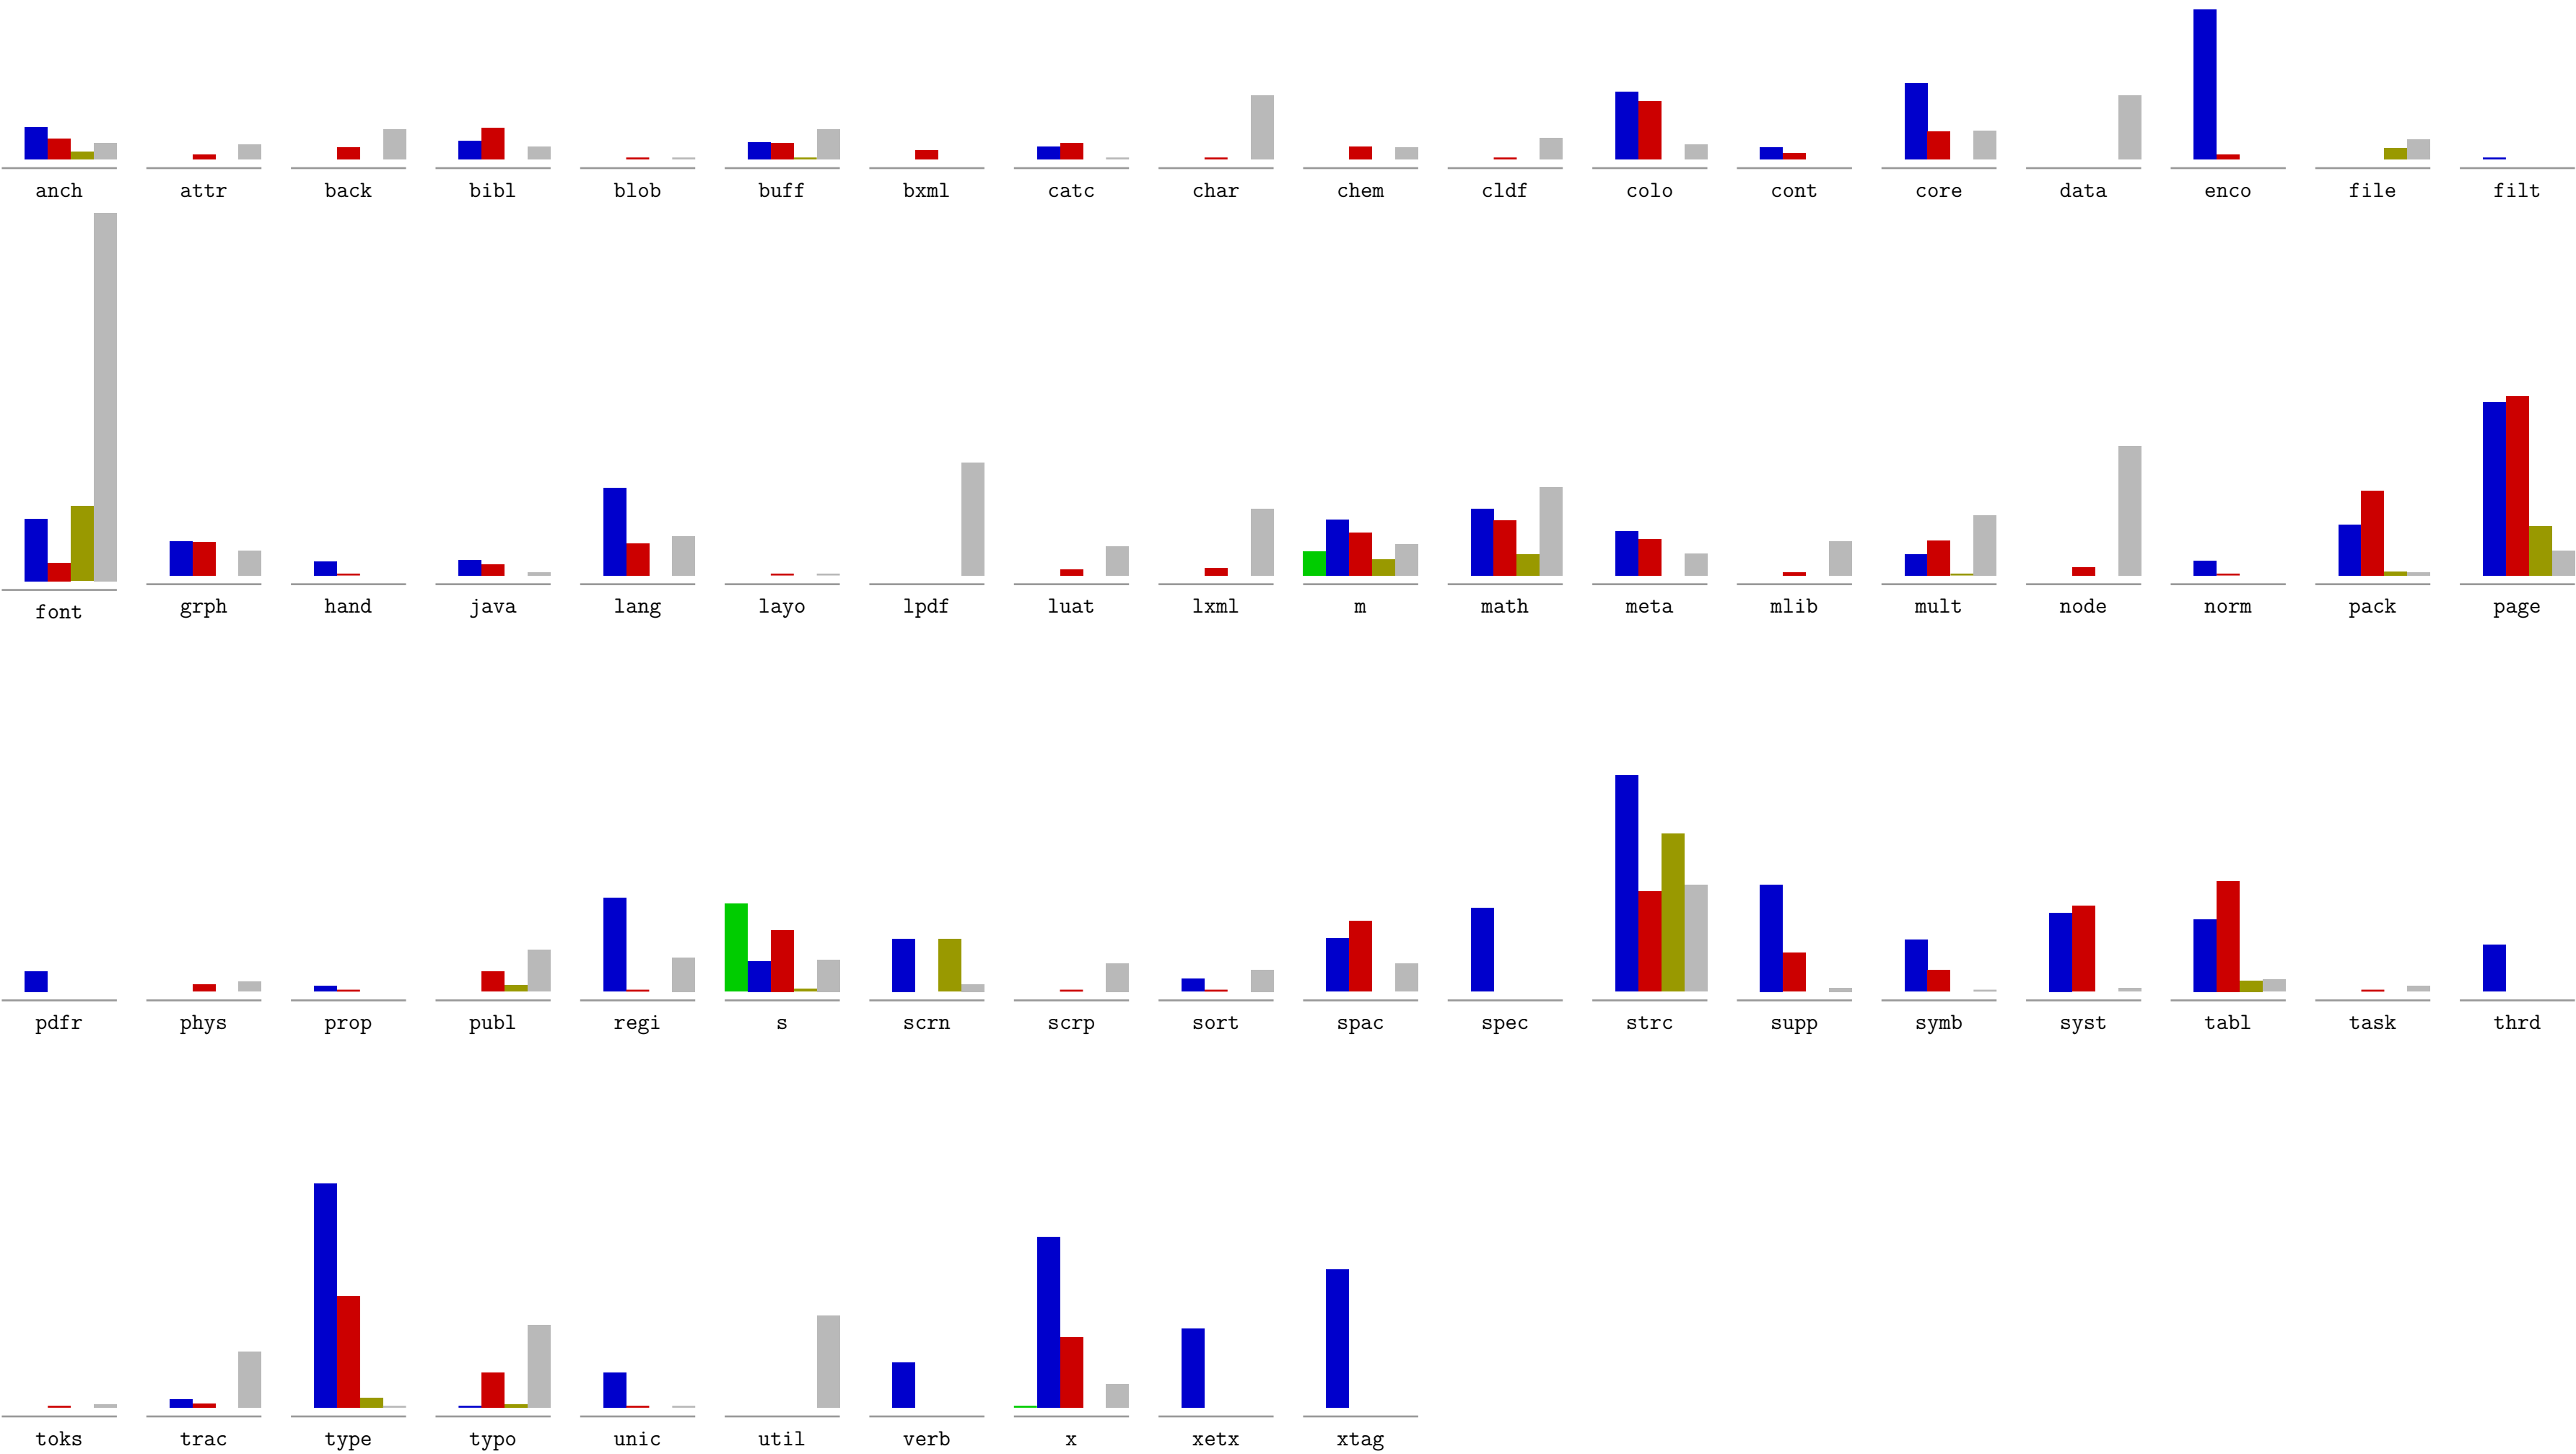 anch attr back bibl blob buff bxml catc char chem cldf colo cont core data enco file filt
font grph hand java lang layo lpdf luat lxml m math meta mlib mult node norm pack page
pdfr phys prop publ regi s scrn scrp sort spac spec strc supp symb syst tabl task thrd
toks trac type typo unic util verb x xetx xtag